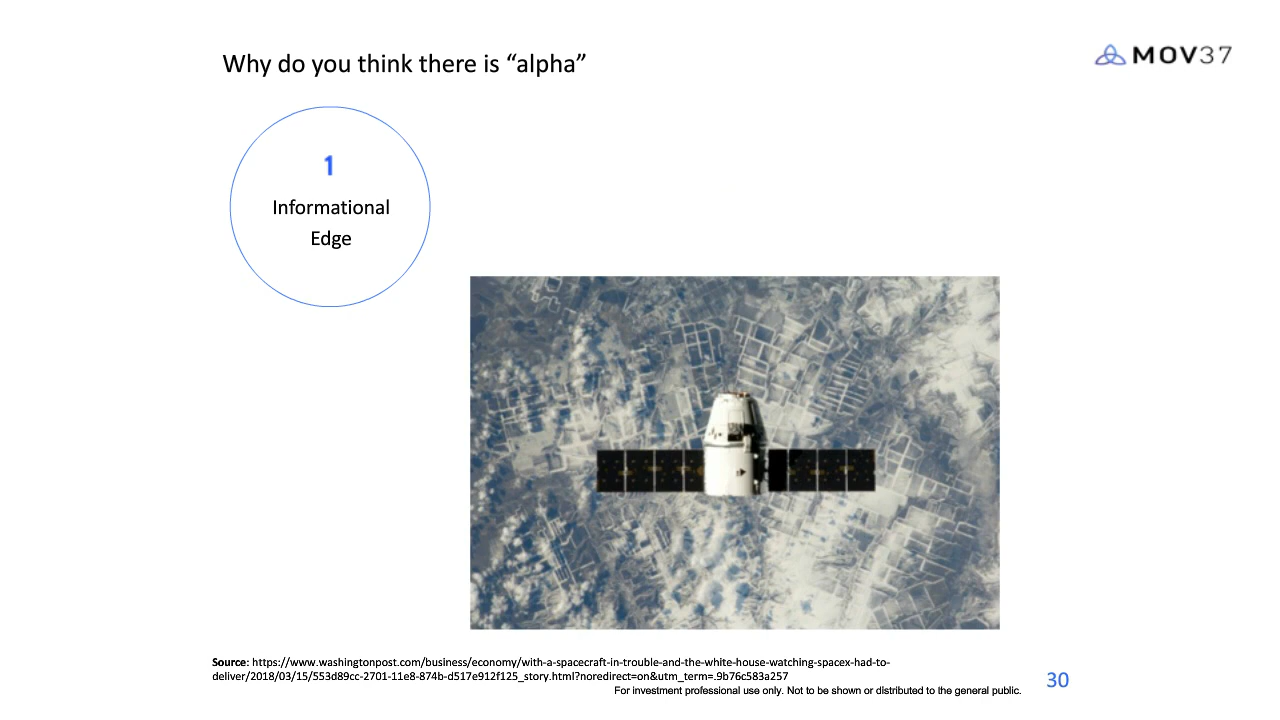 Why do you think there is “alpha”
MOV37
1
Informational
Edge
Source: https://www.washingtonpost.com/business/economy/with-a-spacecraft-in-trouble-and-the-white-house-watching-spacex-had-to-
deliver/2018/03/15/553d89cc-2701-11e8-874b-d517e912f125_story.html?noredirect=on&utm_term=.9b76c583a257
For investment professional use only. Not to be shown or distributed to the general public.
30